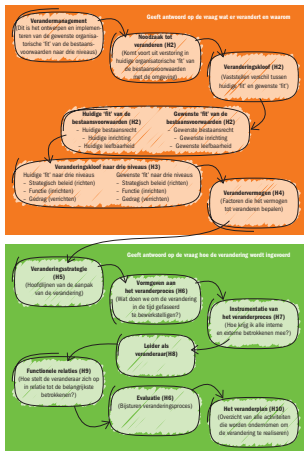 Geeft antwoord op de vraag wat er verandert en waarom
Verandermanagement
(Dit is het ontwerpen en implemen-
teren van de gewenste organisa-
torische 'fit' van de bestaans-
voorwaarden naar drie niveaus)
Noodzaak tot
veranderen (H2)
(Komt voort uit verstoring in
huidige organisatorische 'fit' van
de bestaansvoorwaarden
met de omgeving)
Veranderingskloof (H2)
(Vaststellen verschil tussen
huidige 'fit' en gewenste 'fit')
Huidige 'fit' van de
bestaansvoorwaarden (H2)
– Huidige bestaansrecht
– Huidige inrichting
– Huidige leefbaarheid
Gewenste 'fit' van de
bestaansvoorwaarden (H2)
– Gewenste bestaansrecht
– Gewenste inrichting
– Gewenste leefbaarheid
Veranderingskloof naar drie niveaus (H3)
Huidige 'fit' naar drie niveaus
– Strategisch beleid (richten)
– Functie (inrichten)
– Gedrag (verrichten)
Gewenste 'fit' naar drie niveaus
– Strategisch beleid (richten)
– Functie (inrichten)
– Gedrag (verrichten)
Verandervermogen (H4)
(Factoren die het vermogen
tot veranderen bepalen)
Geeft antwoord op de vraag hoe de verandering wordt ingevoerd
Veranderingsstrategie
(H5)
(Hoofdlijnen van de aanpak
van de verandering)
Vormgeven aan
het veranderproces (H6)
(Wat doen we om de verandering
in de tijd gefaseerd
te bewerkstelligen?)
Instrumentatie van
het veranderproces (H7)
(Hoe krijg ik alle interne
en externe betrokkenen mee?)
Leider als
veranderaar(H8)
Functionele relaties (H9)
(Hoe stelt de veranderaar zich op
in relatie tot de belangrijkste
betrokkenen?)
Evaluatie (H6)
(Bijsturen veranderingsproces)
Het veranderplan (H10)
(Overzicht van alle activiteiten
die worden ondernomen om
de verandering te realiseren)